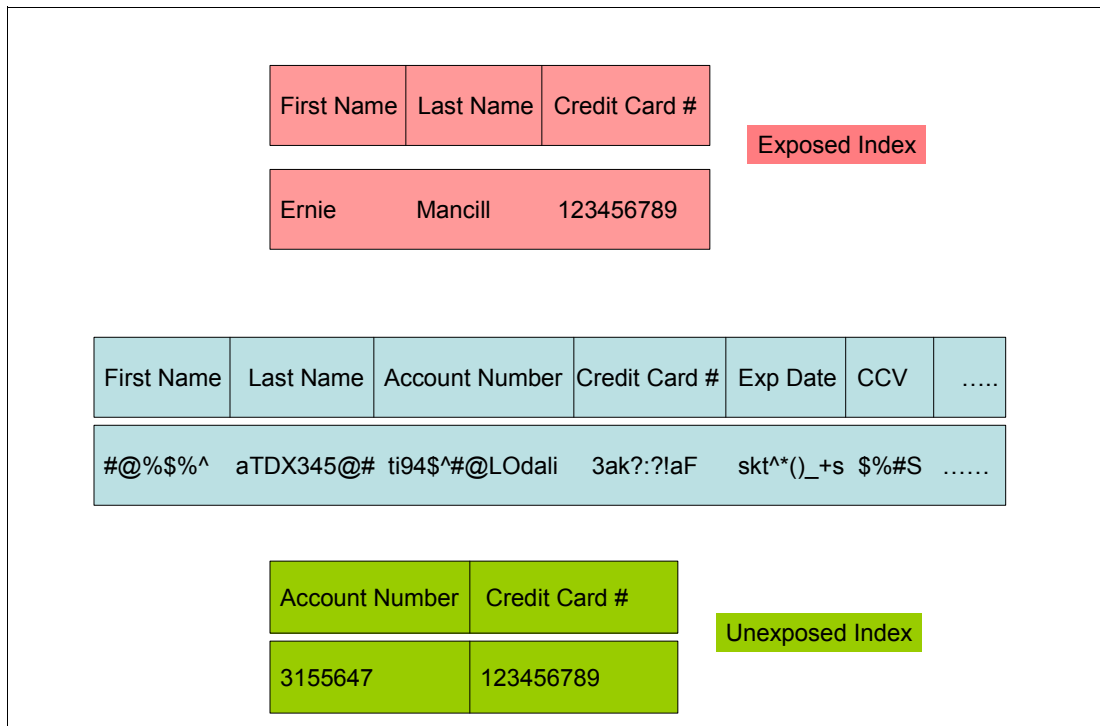 First Name Last Name Credit Card #
Exposed Index
Ernie Mancill 123456789
First Name Last Name Account Number Credit Card # Exp Date CCV …..
#@%$%^ aTDX345@# ti94$^#@LOdali 3ak?:?!aF skt^*()_+s $%#S ……
Account Number Credit Card #
Unexposed Index
3155647 123456789